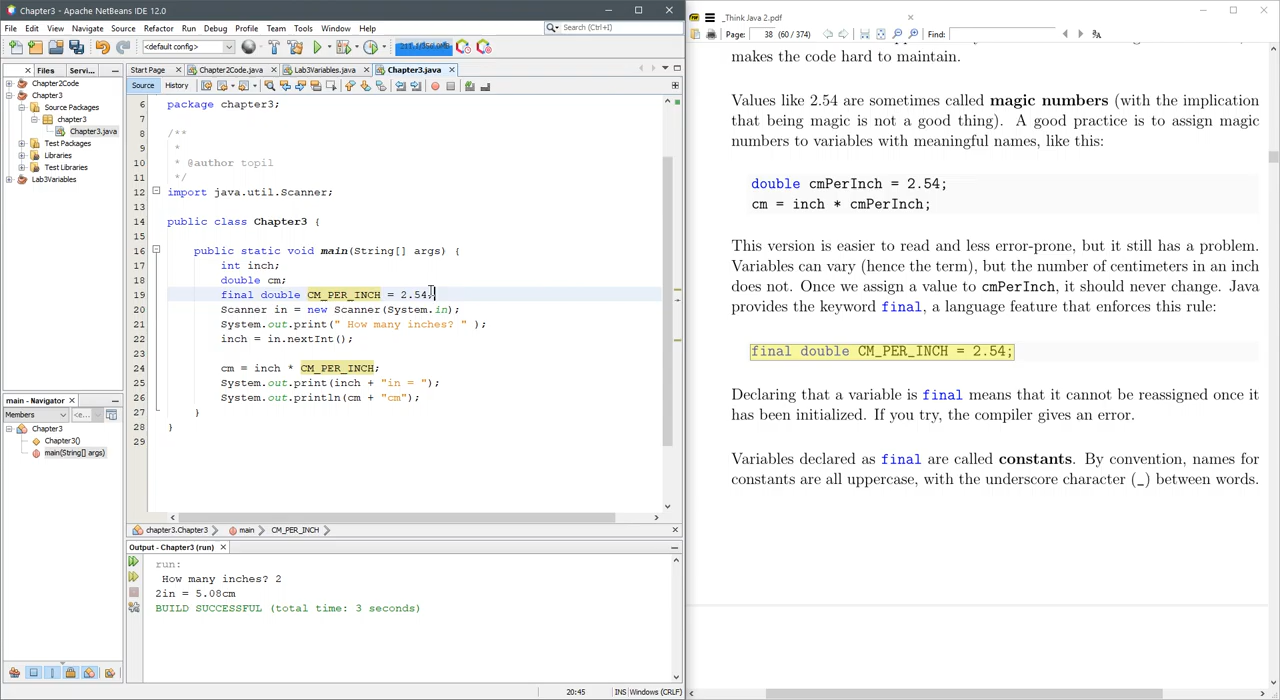 Chapter3 - Apache NetBeans IDE 12.0
File Edit View Navigate Source Refactor Run Debug Profile Team Tools Window Help
Search (Ctrl+I)
<default config>
Files
Servi...
Chapter2Code
Chapter3
Source Packages
chapter3
Chapter3.java
Test Packages
Libraries
Test Libraries
Lab3Variables
main - Navigator
Members
<e...
Chapter3
Chapter3()
main(String[] args)
Start Page
Chapter2Code.java
Lab3Variables.java
Chapter3.java
Source
History
6 package chapter3;
7
8 /**
9 *
10 * @author topil
11 */
12 import java.util.Scanner;
13
14 public class Chapter3 {
15
16 public static void main(String[] args) {
17 int inch;
18 double cm;
19 final double CM_PER_INCH = 2.54;
20 Scanner in = new Scanner(System.in);
21 System.out.print(" How many inches? " );
22 inch = in.nextInt();
23
24 cm = inch * CM_PER_INCH;
25 System.out.print(inch + "in = ");
26 System.out.println(cm + "cm");
27 }
28 }
29
chapter3.Chapter3
main
CM_PER_INCH
Output - Chapter3 (run)
run:
How many inches? 2
2in = 5.08cm
BUILD SUCCESSFUL (total time: 3 seconds)
20:45
INS
Windows (CRLF)
_Think Java 2.pdf
Page: 38 (60 / 374)
Find:
makes the code hard to maintain.
Values like 2.54 are sometimes called magic numbers (with the implication
that being magic is not a good thing). A good practice is to assign magic
numbers to variables with meaningful names, like this:
double cmPerInch = 2.54;
cm = inch * cmPerInch;
This version is easier to read and less error-prone, but it still has a problem.
Variables can vary (hence the term), but the number of centimeters in an inch
does not. Once we assign a value to cmPerInch, it should never change. Java
provides the keyword final, a language feature that enforces this rule:
final double CM_PER_INCH = 2.54;
Declaring that a variable is final means that it cannot be reassigned once it
has been initialized. If you try, the compiler gives an error.
Variables declared as final are called constants. By convention, names for
constants are all uppercase, with the underscore character (_) between words.